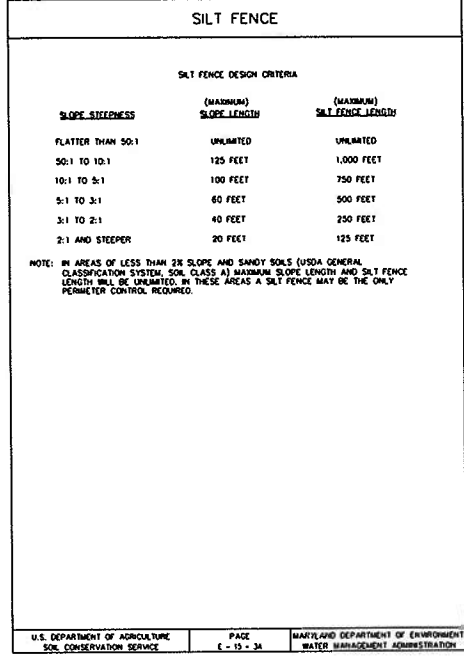 SILT FENCE
SILT FENCE DESIGN CRITERIA
(MAXIMUM) (MAXIMUM)
SLOPE STEEPNESS SLOPE LENGTH SILT FENCE LENGTH
FLATTER THAN 50:1 UNLIMITED UNLIMITED
50:1 TO 10:1 125 FEET 1,000 FEET
10:1 TO 5:1 100 FEET 750 FEET
5:1 TO 3:1 60 FEET 500 FEET
3:1 TO 2:1 40 FEET 250 FEET
2:1 AND STEEPER 20 FEET 125 FEET
NOTE: IN AREAS OF LESS THAN 2% SLOPE AND SANDY SOILS (USDA GENERAL
CLASSIFICATION SYSTEM, SOIL CLASS A) MAXIMUM SLOPE LENGTH AND SILT FENCE
LENGTH WILL BE UNLIMITED. IN THESE AREAS A SILT FENCE MAY BE THE ONLY
PERIMETER CONTROL REQUIRED.
U.S. DEPARTMENT OF AGRICULTURE PAGE MARYLAND DEPARTMENT OF ENVIRONMENT
SOIL CONSERVATION SERVICE E - 15 - 3A WATER MANAGEMENT ADMINISTRATION